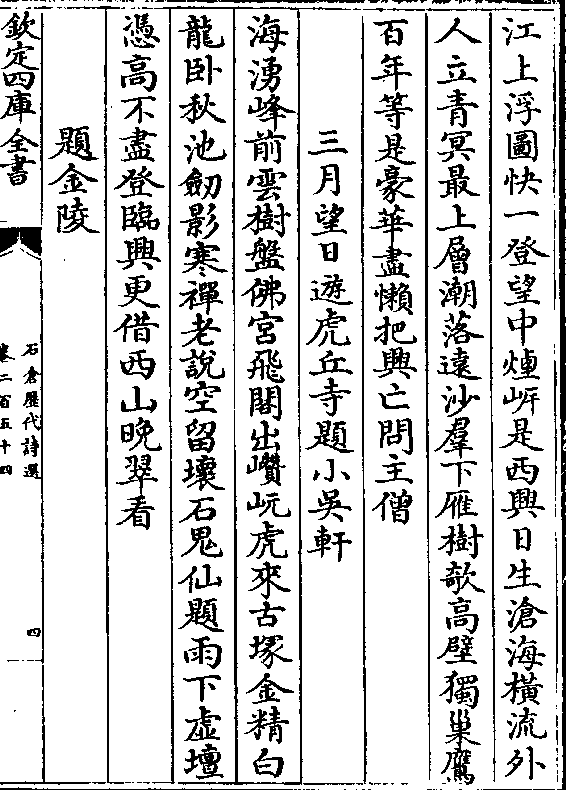 江上浮圖快一登望中煙㟁是西興日生滄海橫流外
人立青冥最上層潮落遠沙羣下雁樹欹高壁獨巢鷹
百年等是豪華盡懶把興亡問主僧
三月望日遊虎丘寺題小吳軒
海湧峰前雲樹盤佛宮飛閣出巑岏虎來古塚金精白
龍卧秋池劒影寒禪老說空留壞石鬼仙題雨下虛壇
憑高不盡登臨興更借西山晩翠看
題金陵
欽定四庫全書
石倉歷代詩選
卷二百五十四
四